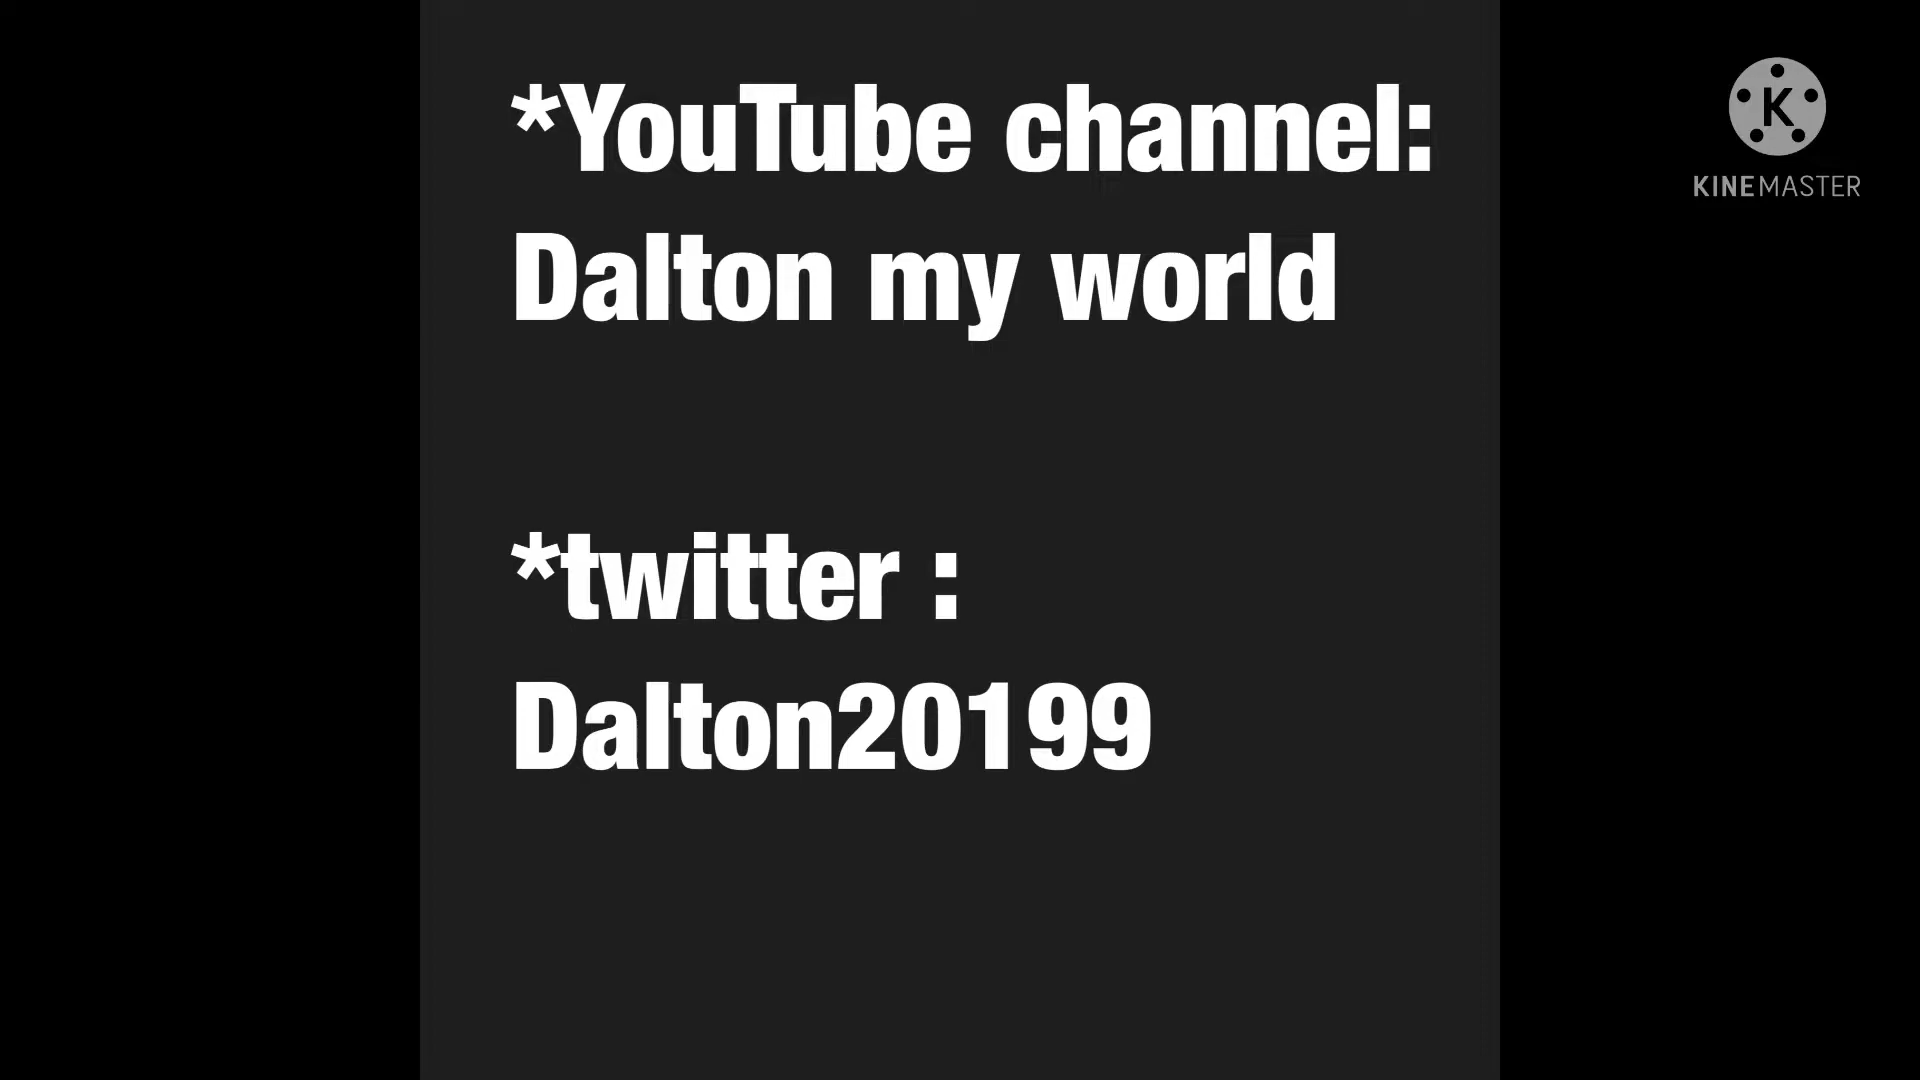 *YouTube channel:
Dalton my world
*twitter :
Dalton20199
K
KINEMASTER